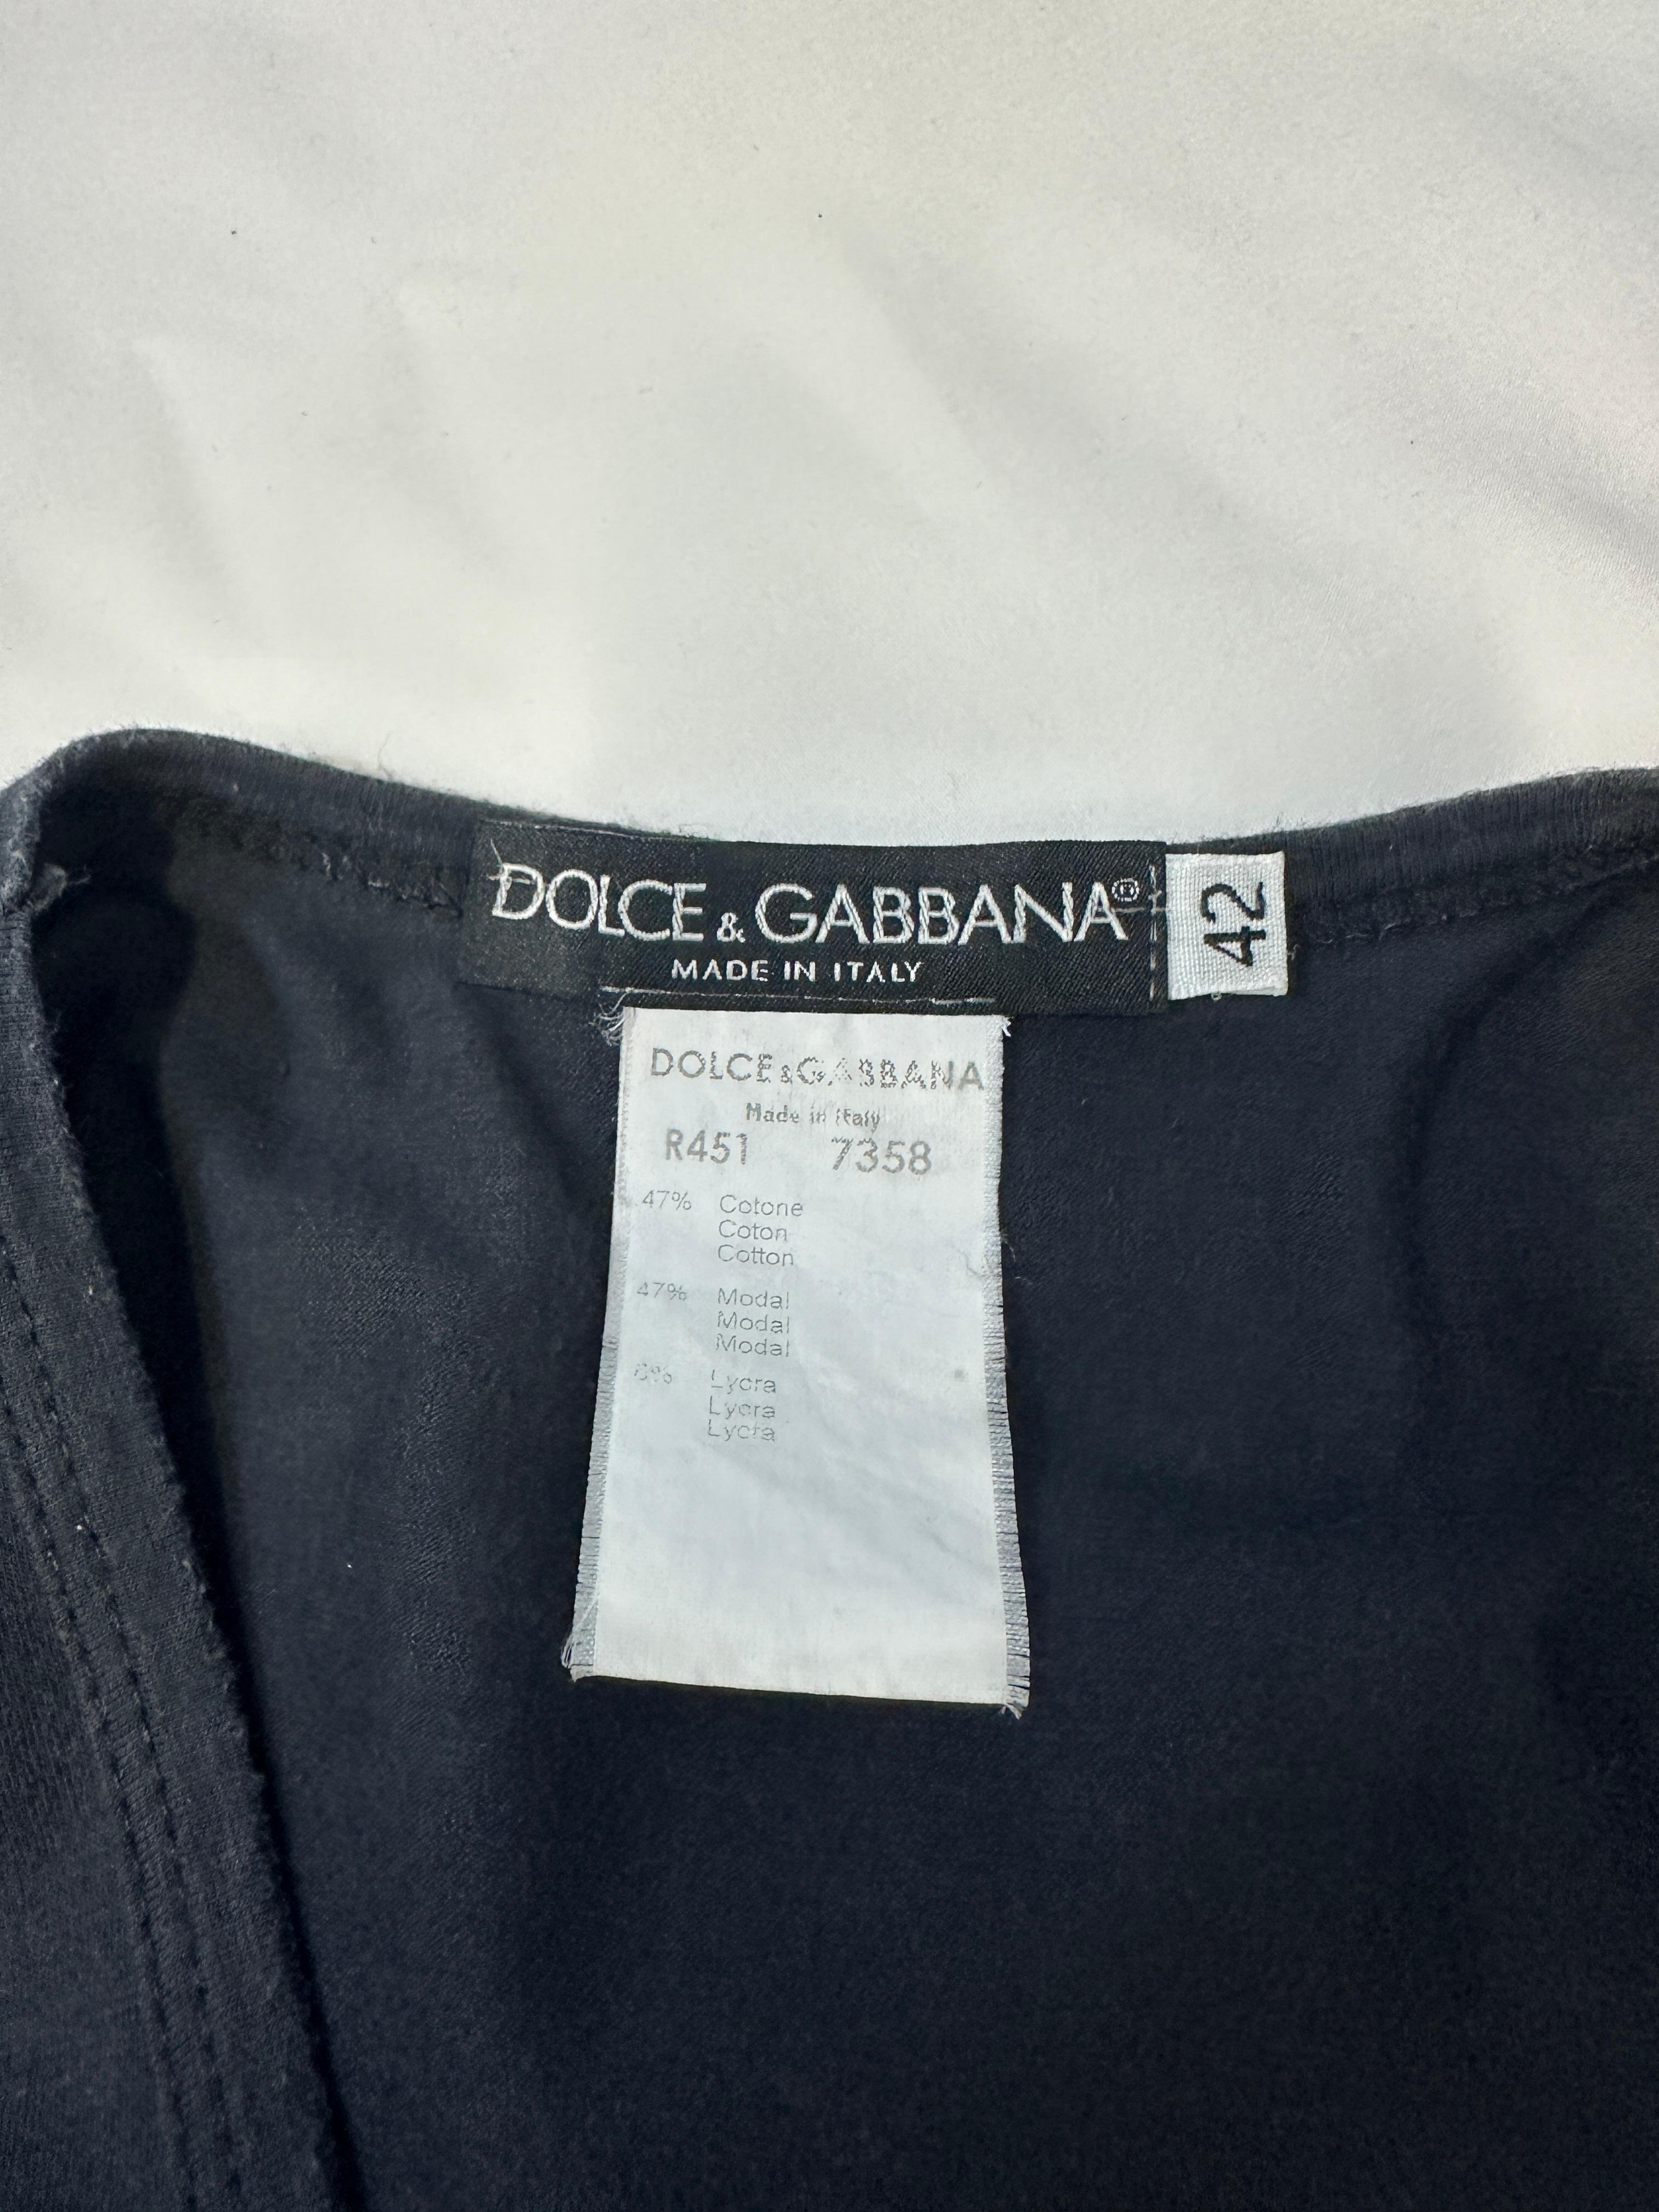 DOLCE & GABBANA®
MADE IN ITALY
42
DOLCE & GABBANA
Made in Italy
R451 7358
47% Cotone
Coton
Cotton
47% Modal
Modal
Modal
6% Lycra
Lycra
Lycra